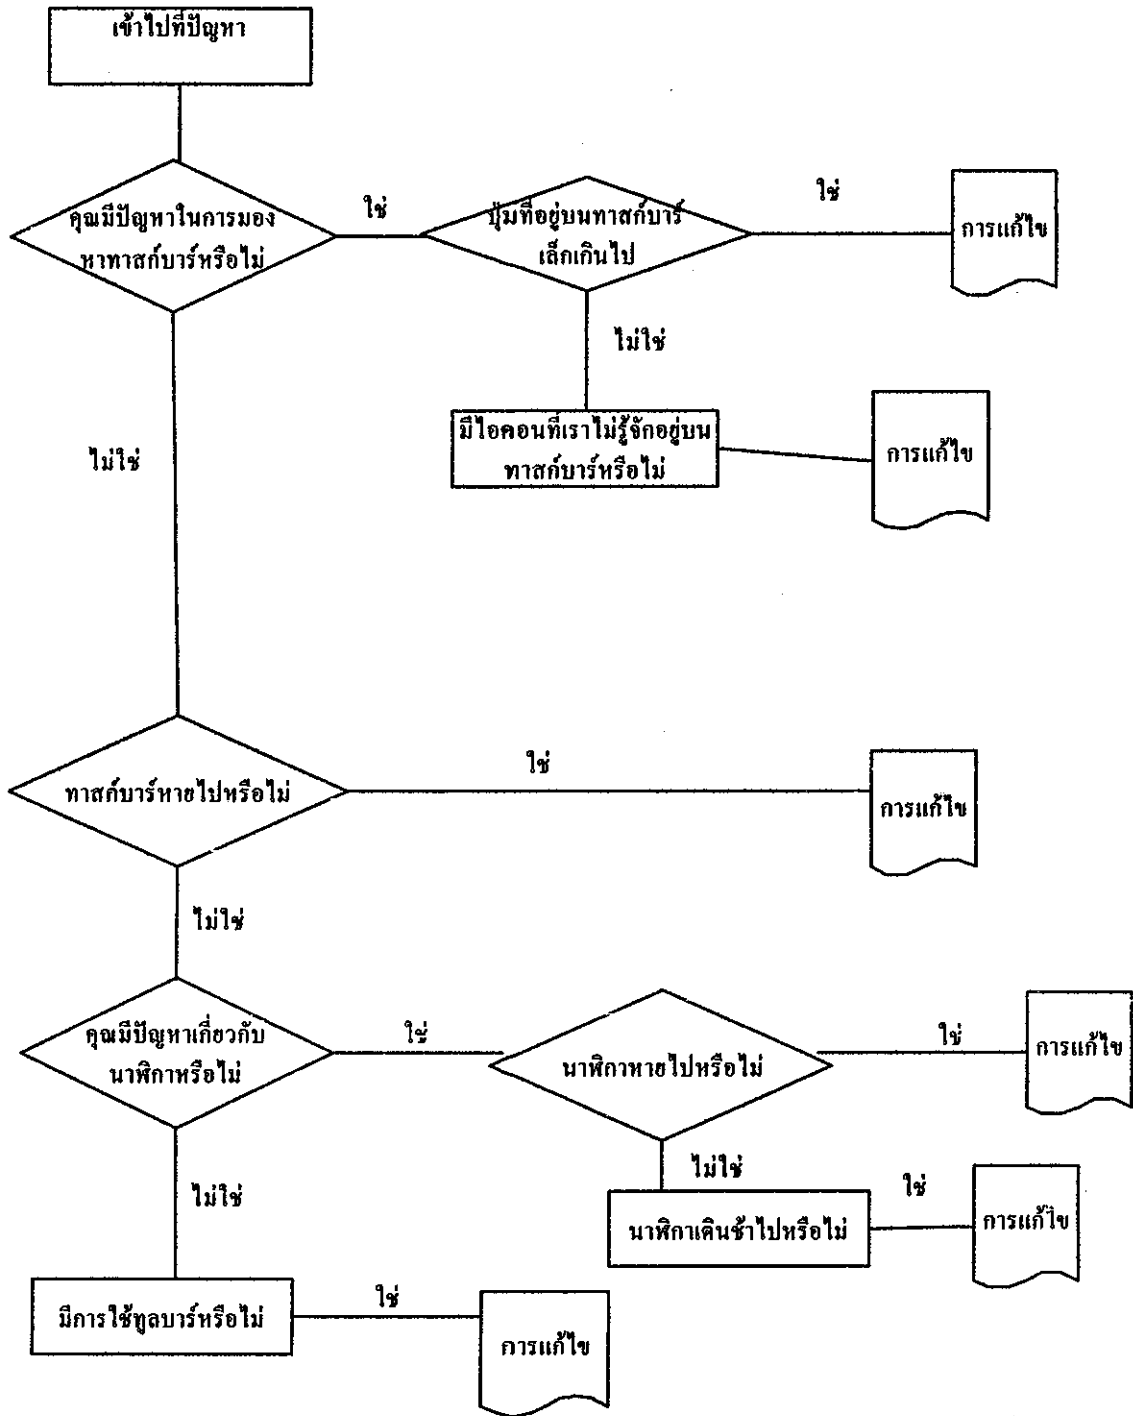 เข้าไปที่ปัญหา
คุณมีปัญหาในการมอง
หาทาสก์บาร์หรือไม่
ใช่
ปุ่มที่อยู่บนทาสก์บาร์
เล็กเกินไป
ใช่
การแก้ไข
ไม่ใช่
มีไอคอนที่เราไม่รู้จักอยู่บน
ทาสก์บาร์หรือไม่
การแก้ไข
ไม่ใช่
ทาสก์บาร์หายไปหรือไม่
ใช่
การแก้ไข
ไม่ใช่
คุณมีปัญหาเกี่ยวกับ
นาฬิกาหรือไม่
ใช่
นาฬิกาหายไปหรือไม่
ใช่
การแก้ไข
ไม่ใช่
นาฬิกาเดินช้าไปหรือไม่
ใช่
การแก้ไข
ไม่ใช่
มีการใช้ทูลบาร์หรือไม่
ใช่
การแก้ไข